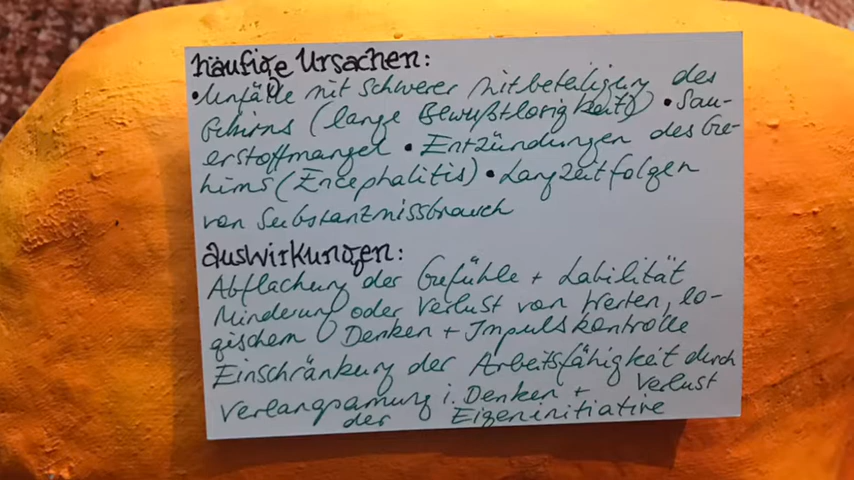 häufige Ursachen:
• Unfälle mit schwerer Mitbeteiligung des
Gehirns (lange Bewußtlosigkeit) • Sau-
erstoffmangel • Entzündungen des Ge-
hirns (Encephalitis) • Langzeitfolgen
von Substanzmissbrauch
auswirkungen:
Abflachung der Gefühle + Labilität
Minderung oder Verlust von Werten, lo-
gischem Denken + Impulskontrolle
Einschränkung der Arbeitsfähigkeit durch
Verlangsamung i. Denken + Verlust
der Eigeninitiative